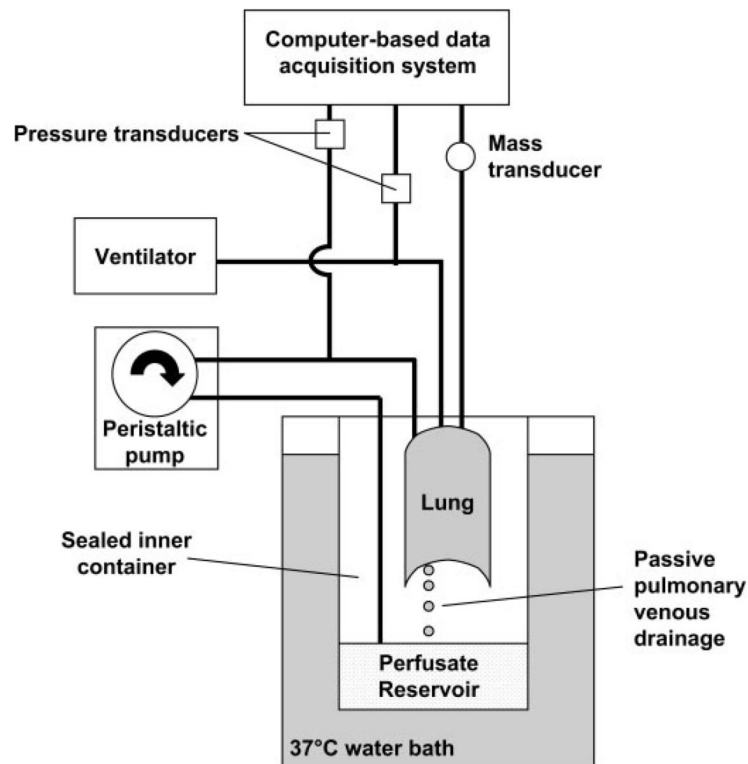 Computer-based data
acquisition system
Pressure transducers
Mass
transducer
Ventilator
Peristaltic
pump
Lung
Sealed inner
container
Passive
pulmonary
venous
drainage
Perfusate
Reservoir
37°C water bath